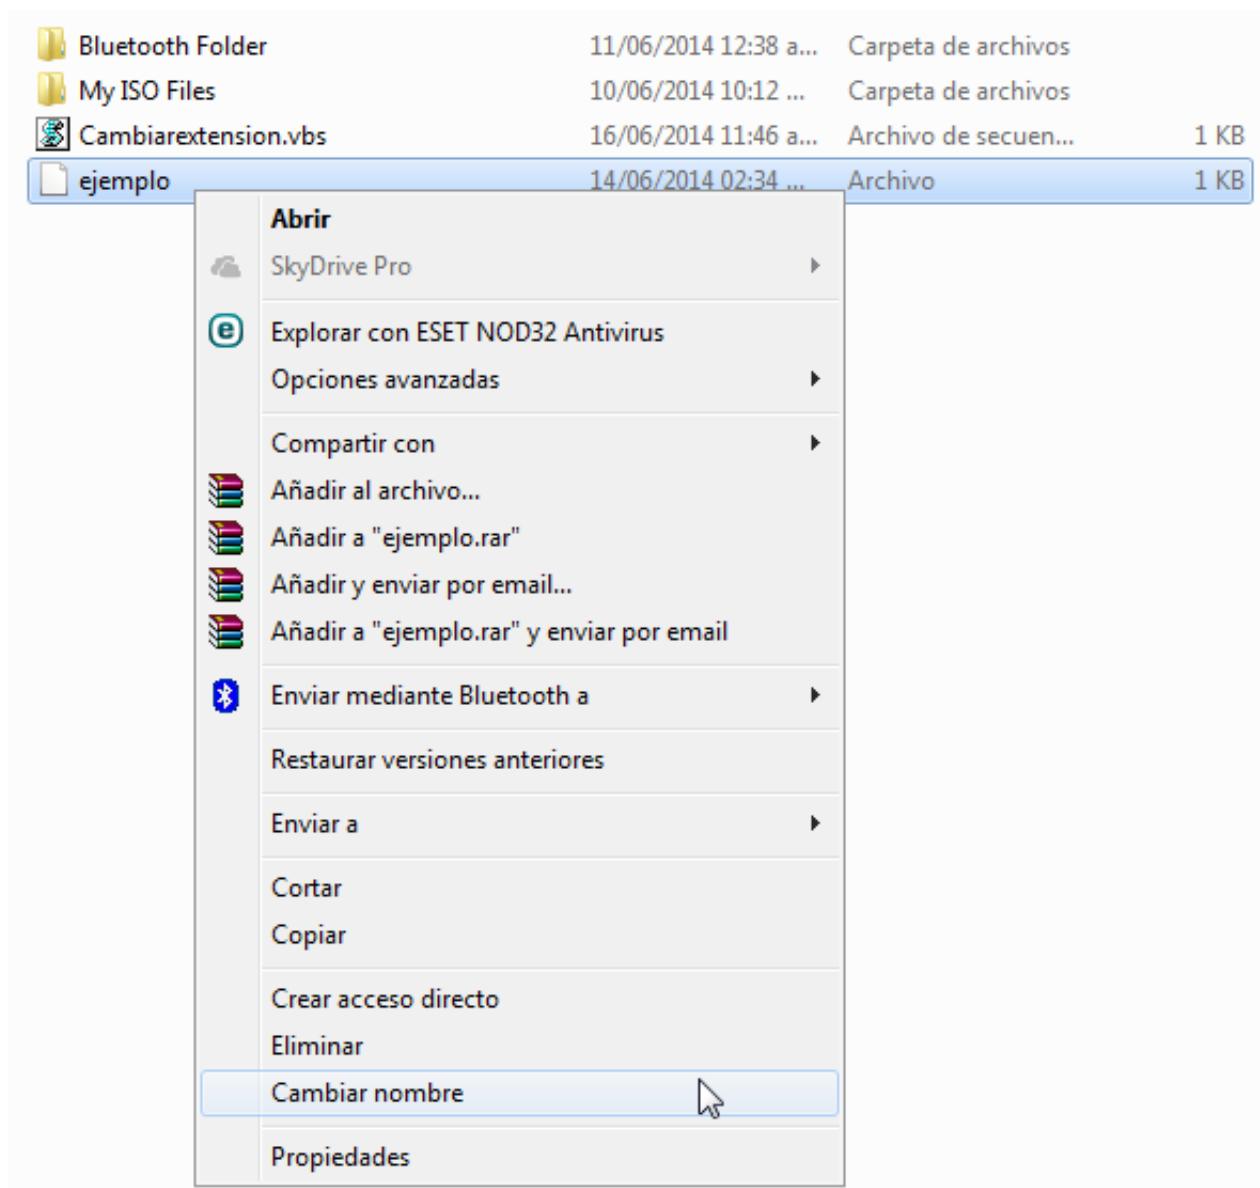 Bluetooth Folder 11/06/2014 12:38 a... Carpeta de archivos
My ISO Files 10/06/2014 10:12 ... Carpeta de archivos
Cambiarextension.vbs 16/06/2014 11:46 a... Archivo de secuen... 1 KB
ejemplo 14/06/2014 02:34 ... Archivo 1 KB
Abrir
SkyDrive Pro
Explorar con ESET NOD32 Antivirus
Opciones avanzadas
Compartir con
Añadir al archivo...
Añadir a "ejemplo.rar"
Añadir y enviar por email...
Añadir a "ejemplo.rar" y enviar por email
Enviar mediante Bluetooth a
Restaurar versiones anteriores
Enviar a
Cortar
Copiar
Crear acceso directo
Eliminar
Cambiar nombre
Propiedades